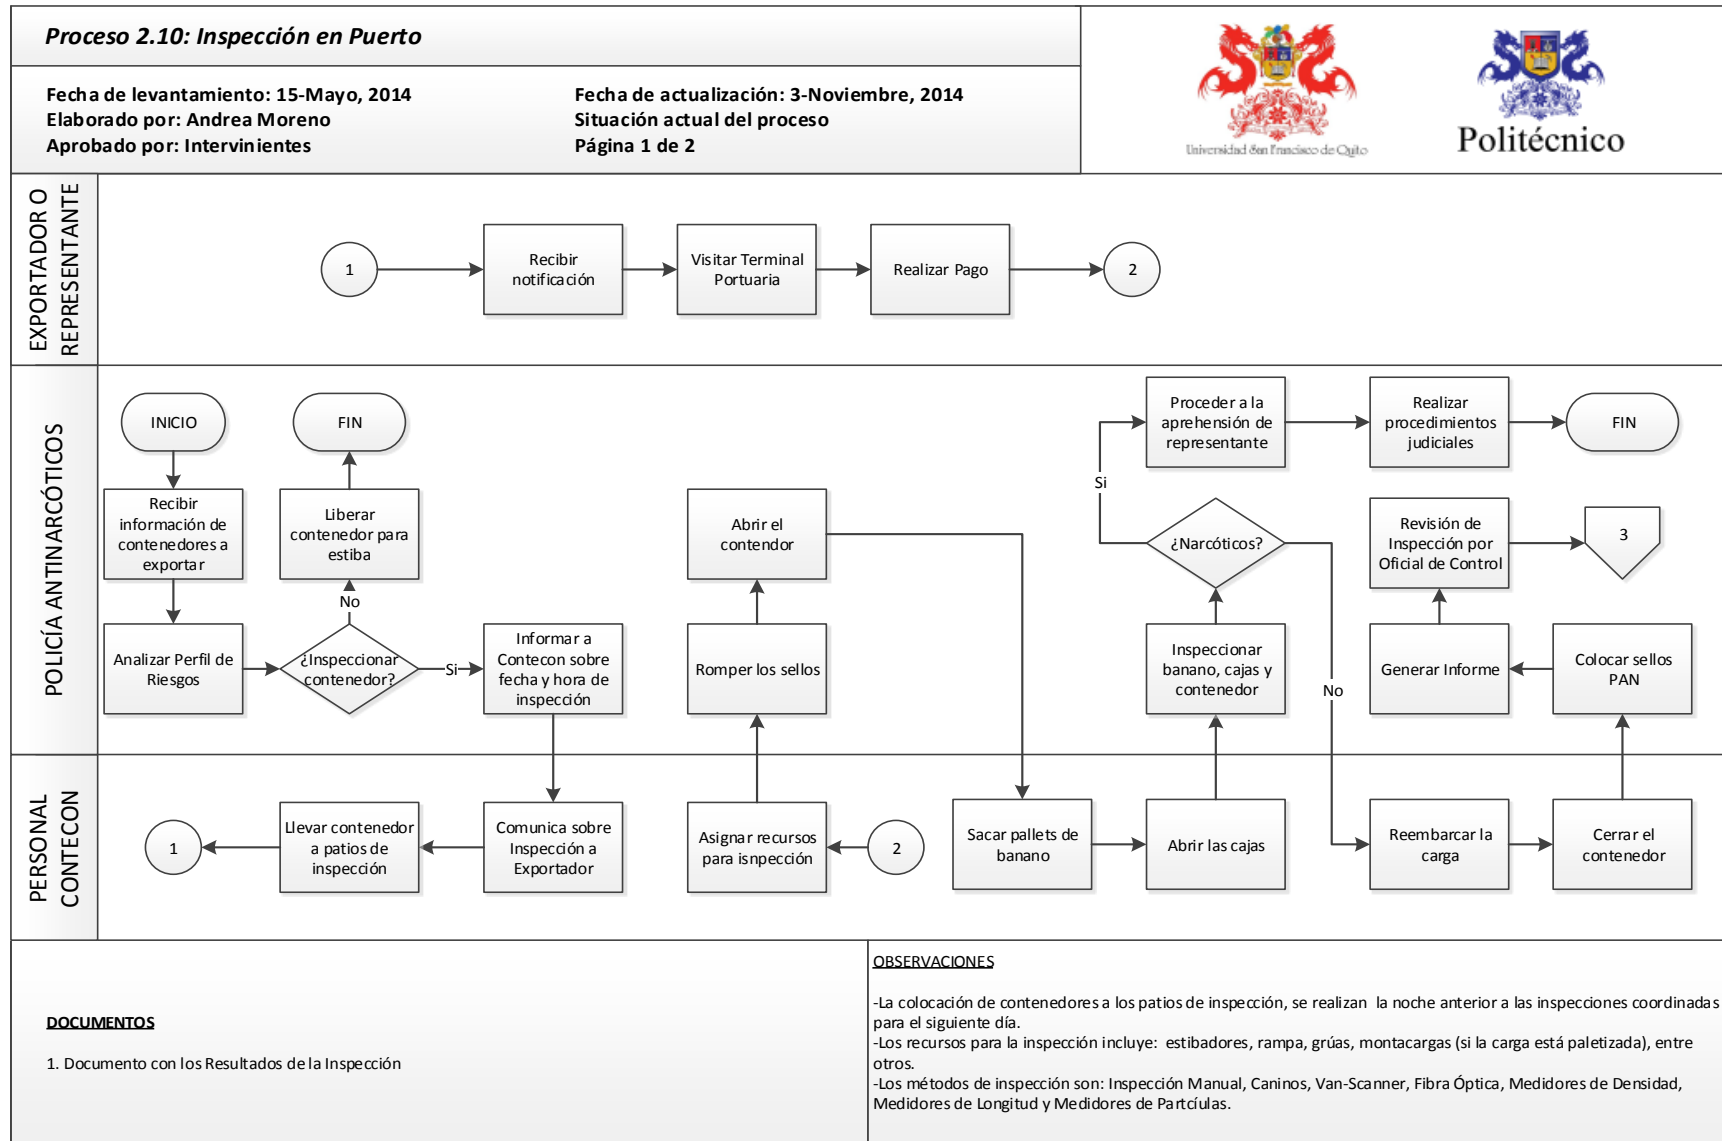 Proceso 2.10: Inspección en Puerto
Fecha de levantamiento: 15-Mayo, 2014
Elaborado por: Andrea Moreno
Aprobado por: Intervinientes
Fecha de actualización: 3-Noviembre, 2014
Situación actual del proceso
Página 1 de 2
Universidad San Francisco de Quito
Politécnico
EXPORTADOR O
REPRESENTANTE
1
Recibir
notificación
Visitar Terminal
Portuaria
Realizar Pago
2
POLICÍA ANTINARCÓTICOS
INICIO
Recibir
información de
contenedores a
exportar
Analizar Perfil de
Riesgos
FIN
Liberar
contenedor para
estiba
No
¿Inspeccionar
contenedor?
Si
Informar a
Contecon sobre
fecha y hora de
inspección
Abrir el
contendor
Romper los sellos
Proceder a la
aprehensión de
representante
Realizar
procedimientos
judiciales
FIN
Si
¿Narcóticos?
No
Inspeccionar
banano, cajas y
contenedor
Revisión de
Inspección por
Oficial de Control
3
Generar Informe
Colocar sellos
PAN
PERSONAL
CONTECON
1
Llevar contenedor
a patios de
inspección
Comunica sobre
Inspección a
Exportador
Asignar recursos
para isnpección
2
Sacar pallets de
banano
Abrir las cajas
Reembarcar la
carga
Cerrar el
contenedor
DOCUMENTOS
1. Documento con los Resultados de la Inspección
OBSERVACIONES
-La colocación de contenedores a los patios de inspección, se realizan la noche anterior a las inspecciones coordinadas
para el siguiente día.
-Los recursos para la inspección incluye: estibadores, rampa, grúas, montacargas (si la carga está paletizada), entre
otros.
-Los métodos de inspección son: Inspección Manual, Caninos, Van-Scanner, Fibra Óptica, Medidores de Densidad,
Medidores de Longitud y Medidores de Partcíulas.